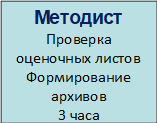 Методист
Проверка
оценочных листов
Формирование
архивов
3 часа